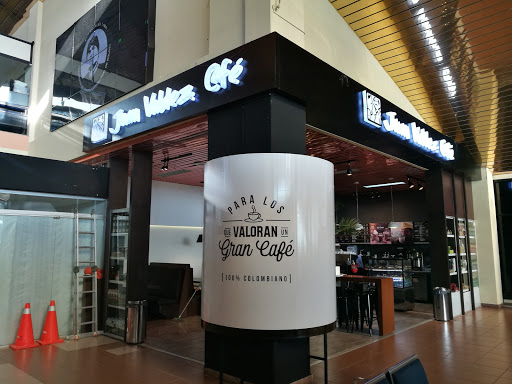 Juan Valdez Café
Juan Valdez Café
PARA LOS
QUE VALORAN UN
Gran Café
[100% COLOMBIANO]